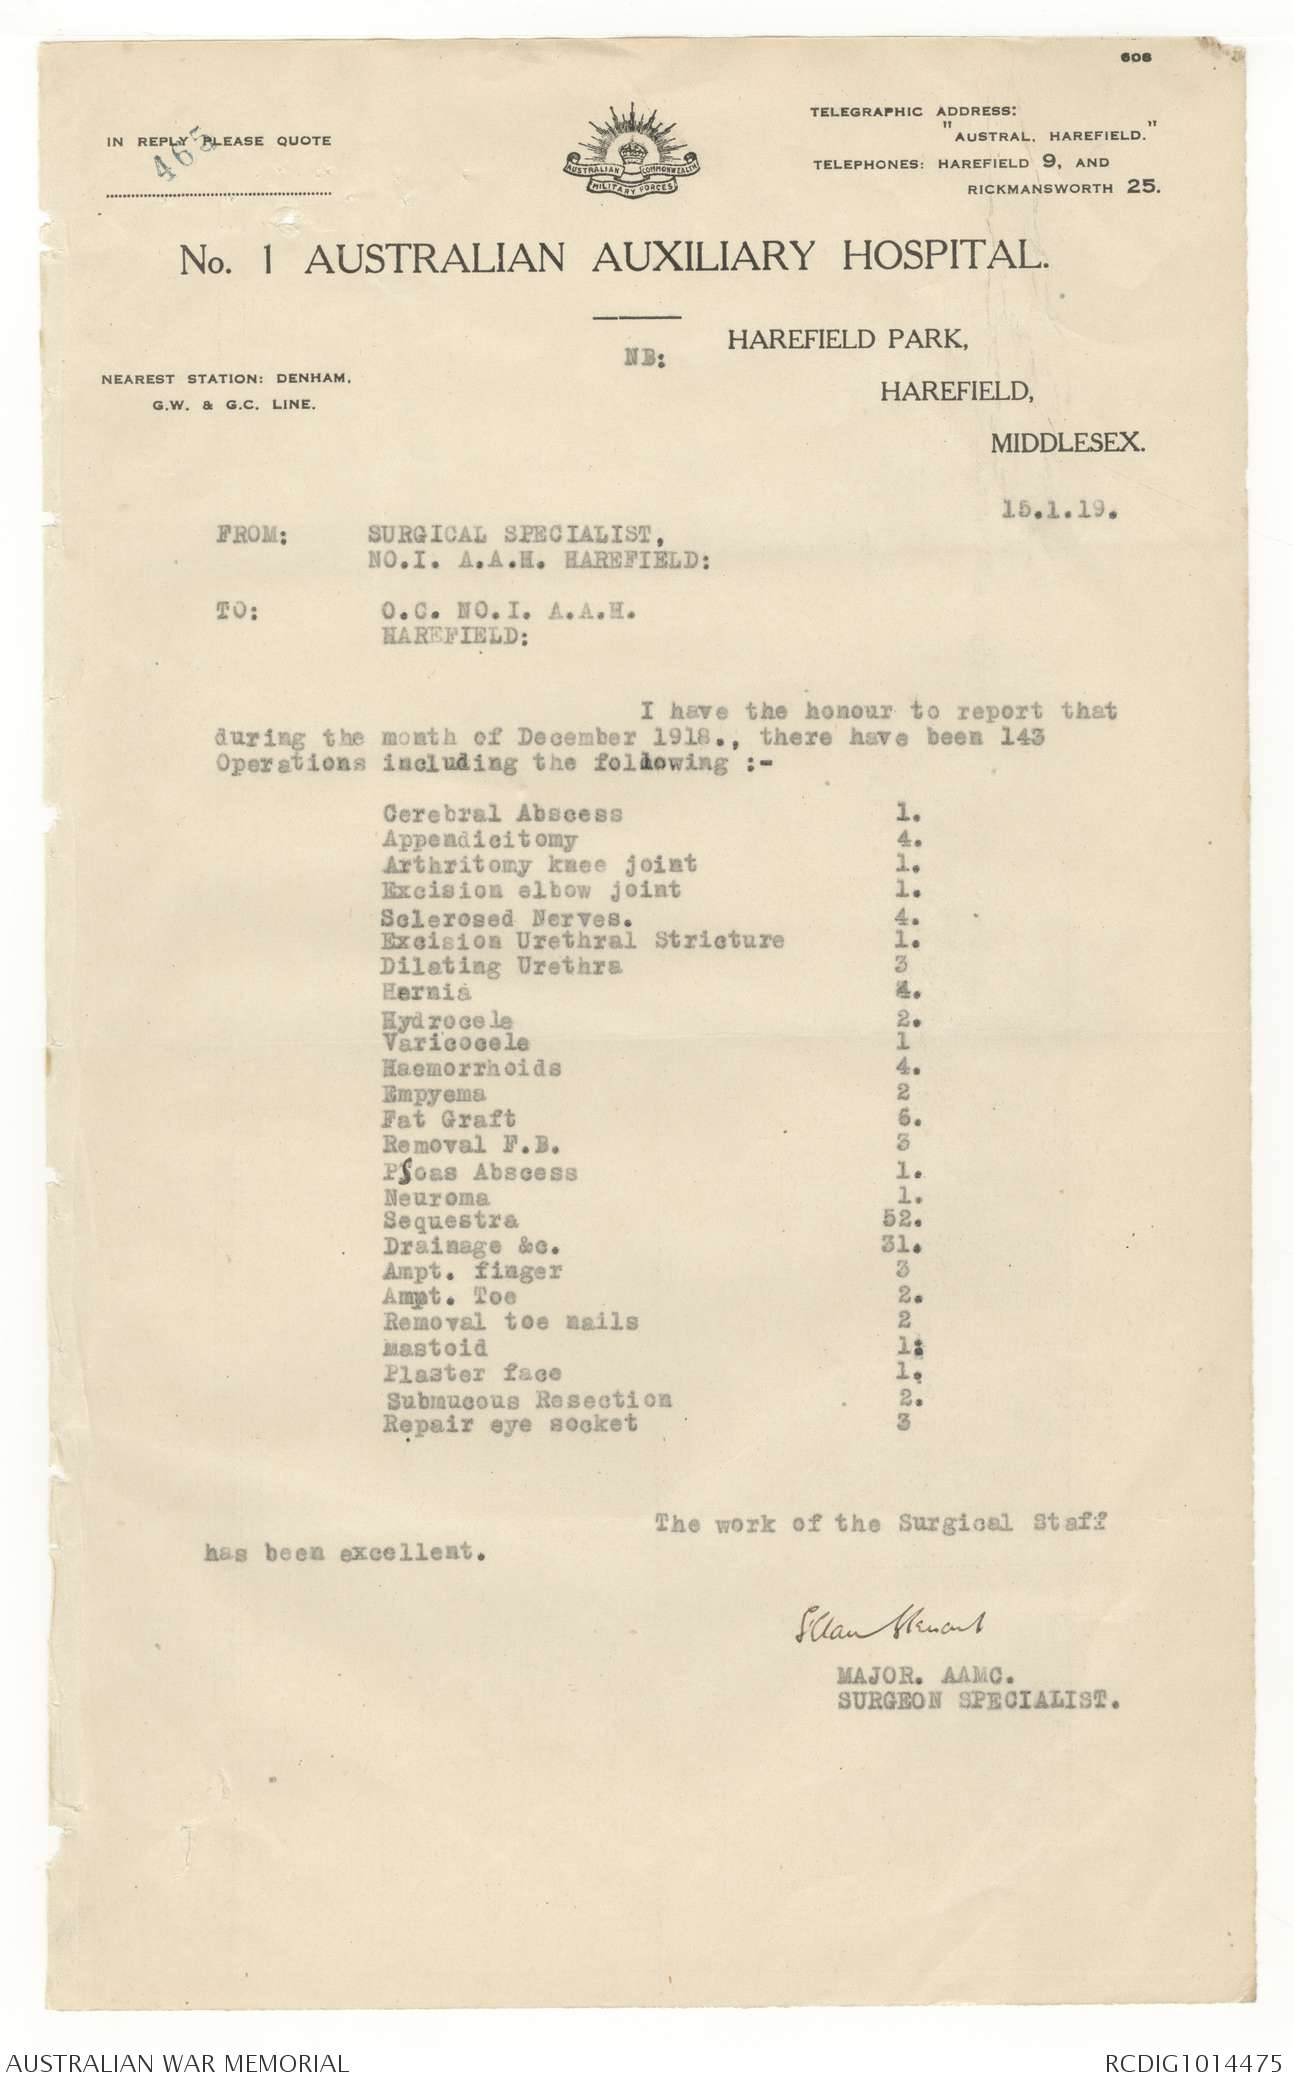 606
IN REPLY PLEASE QUOTE
465
TELEGRAPHIC ADDRESS:
"AUSTRAL, HAREFIELD."
TELEPHONES: HAREFIELD 9, AND
RICKMANSWORTH 25.
AUSTRALIAN COMMONWEALTH
MILITARY FORCES
No. 1 AUSTRALIAN AUXILIARY HOSPITAL.
NB:
HAREFIELD PARK,
NEAREST STATION: DENHAM,
G.W. & G.C. LINE.
HAREFIELD,
MIDDLESEX.
15.1.19.
FROM: SURGICAL SPECIALIST,
NO.I. A.A.H. HAREFIELD:
TO: O.C. NO.I. A.A.H.
HAREFIELD:
I have the honour to report that
during the month of December 1918., there have been 143
Operations including the following :-
Cerebral Abscess 1.
Appendicitomy 4.
Arthritomy knee joint 1.
Excision elbow joint 1.
Sclerosed Nerves. 4.
Excision Urethral Stricture 1.
Dilating Urethra 3
Hernia 4.
Hydrocele 2.
Varicocele 1
Haemorrhoids 4.
Empyema 2
Fat Graft 6.
Removal F.B. 3
Psoas Abscess 1.
Neuroma 1.
Sequestra 52.
Drainage &c. 31.
Ampt. finger 3
Ampt. Toe 2.
Removal toe nails 2
Mastoid 1:
Plaster face 1.
Submucous Resection 2.
Repair eye socket 3
The work of the Surgical Staff
has been excellent.
MAJOR. AAMC.
SURGEON SPECIALIST.
AUSTRALIAN WAR MEMORIAL
RCDIG1014475